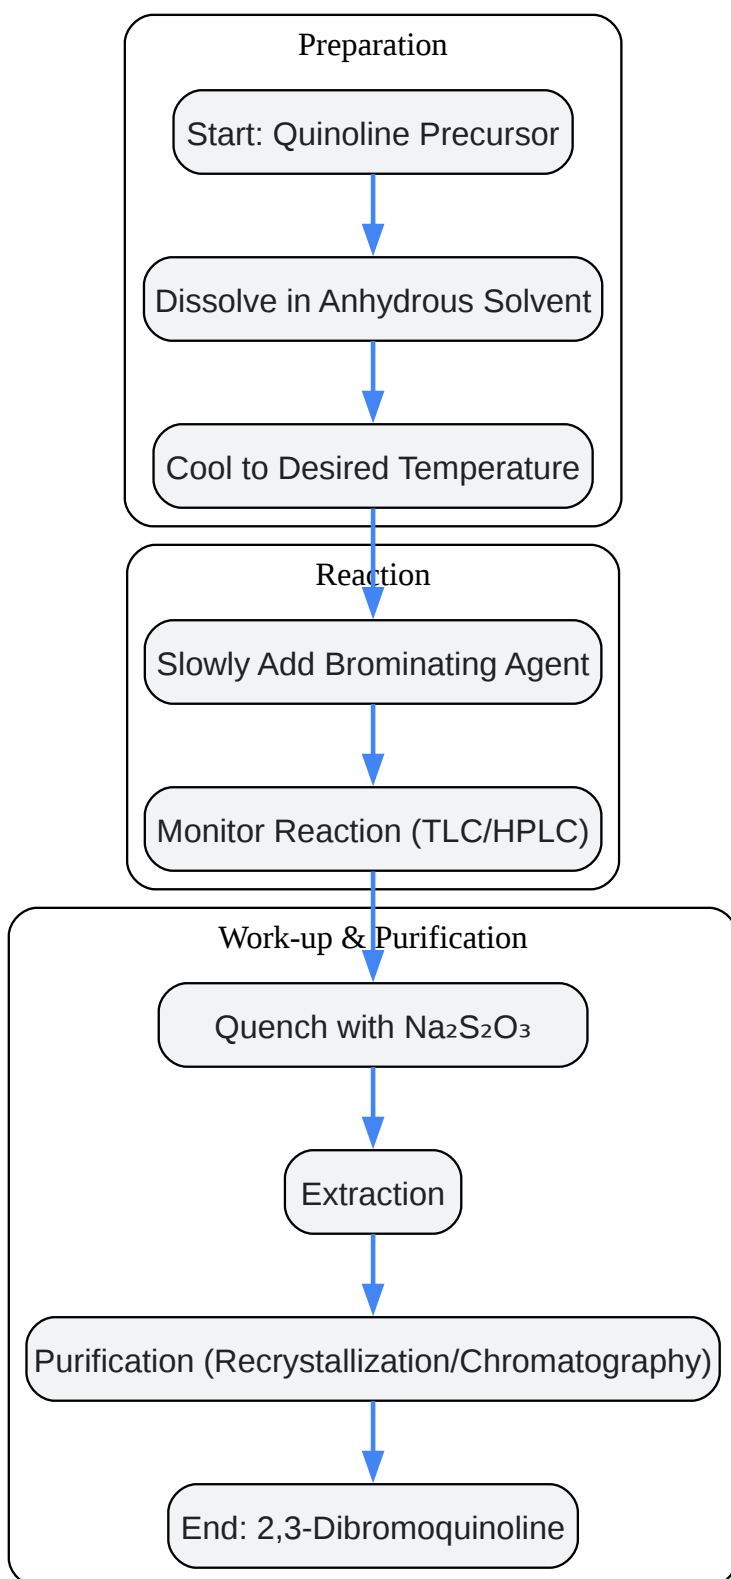 Preparation
Start: Quinoline Precursor
Dissolve in Anhydrous Solvent
Cool to Desired Temperature
Reaction
Slowly Add Brominating Agent
Monitor Reaction (TLC/HPLC)
Work-up & Purification
Quench with Na₂S₂O₃
Extraction
Purification (Recrystallization/Chromatography)
End: 2,3-Dibromoquinoline